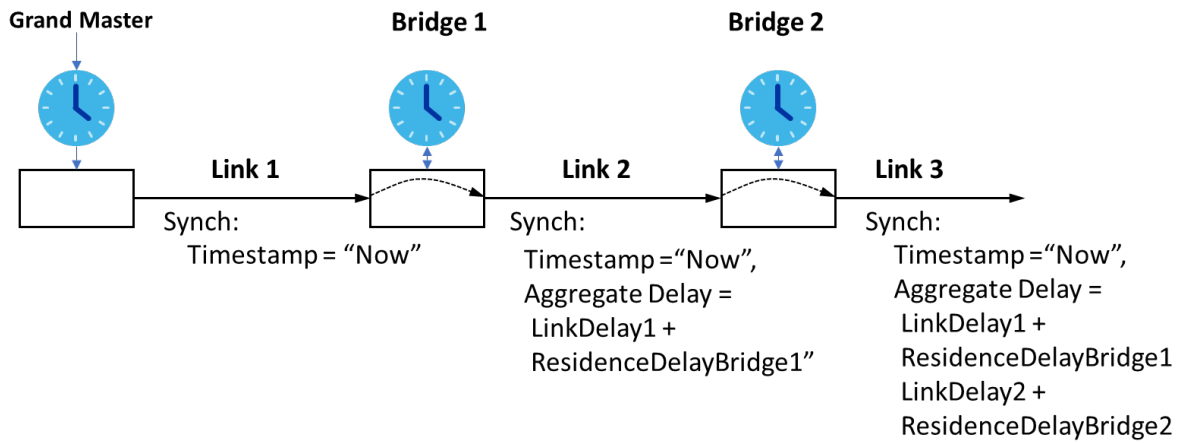 Grand Master
Bridge 1
Bridge 2
Link 1
Link 2
Link 3
Synch:
Timestamp = “Now”
Synch:
Timestamp =“Now”,
Aggregate Delay =
LinkDelay1 +
ResidenceDelayBridge1”
Synch:
Timestamp =“Now”,
Aggregate Delay =
LinkDelay1 +
ResidenceDelayBridge1
LinkDelay2 +
ResidenceDelayBridge2